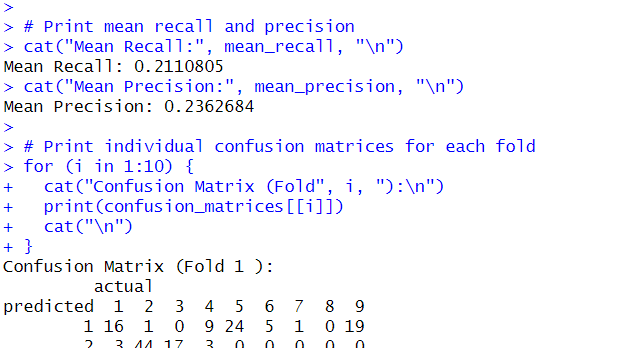 >
> # Print mean recall and precision
> cat("Mean Recall:", mean_recall, "\n")
Mean Recall: 0.2110805
> cat("Mean Precision:", mean_precision, "\n")
Mean Precision: 0.2362684
>
> # Print individual confusion matrices for each fold
> for (i in 1:10) {
+   cat("Confusion Matrix (Fold", i, "):\n")
+   print(confusion_matrices[[i]])
+   cat("\n")
+ }
Confusion Matrix (Fold 1 ):
         actual
predicted  1  2  3  4  5  6  7  8  9
        1 16  1  0  9 24  5  1  0 19
        2  3 44 17  3  0  0  0  0  0